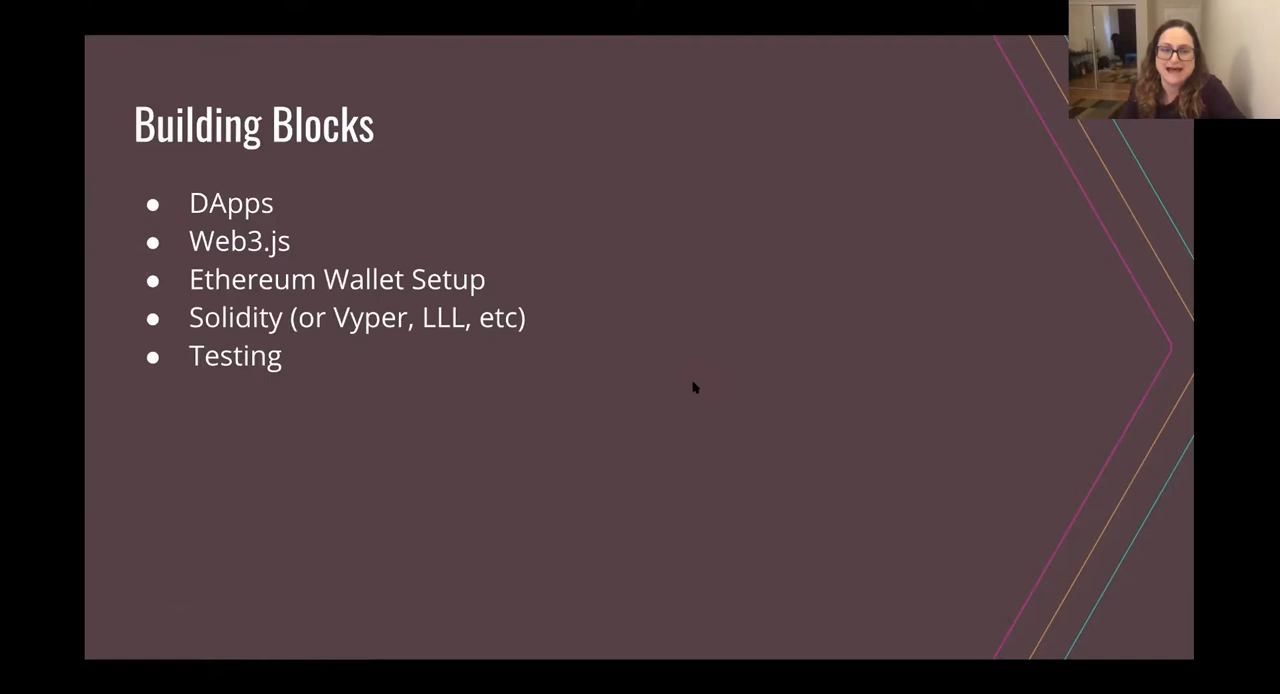 Building Blocks
● DApps
● Web3.js
● Ethereum Wallet Setup
● Solidity (or Vyper, LLL, etc)
● Testing